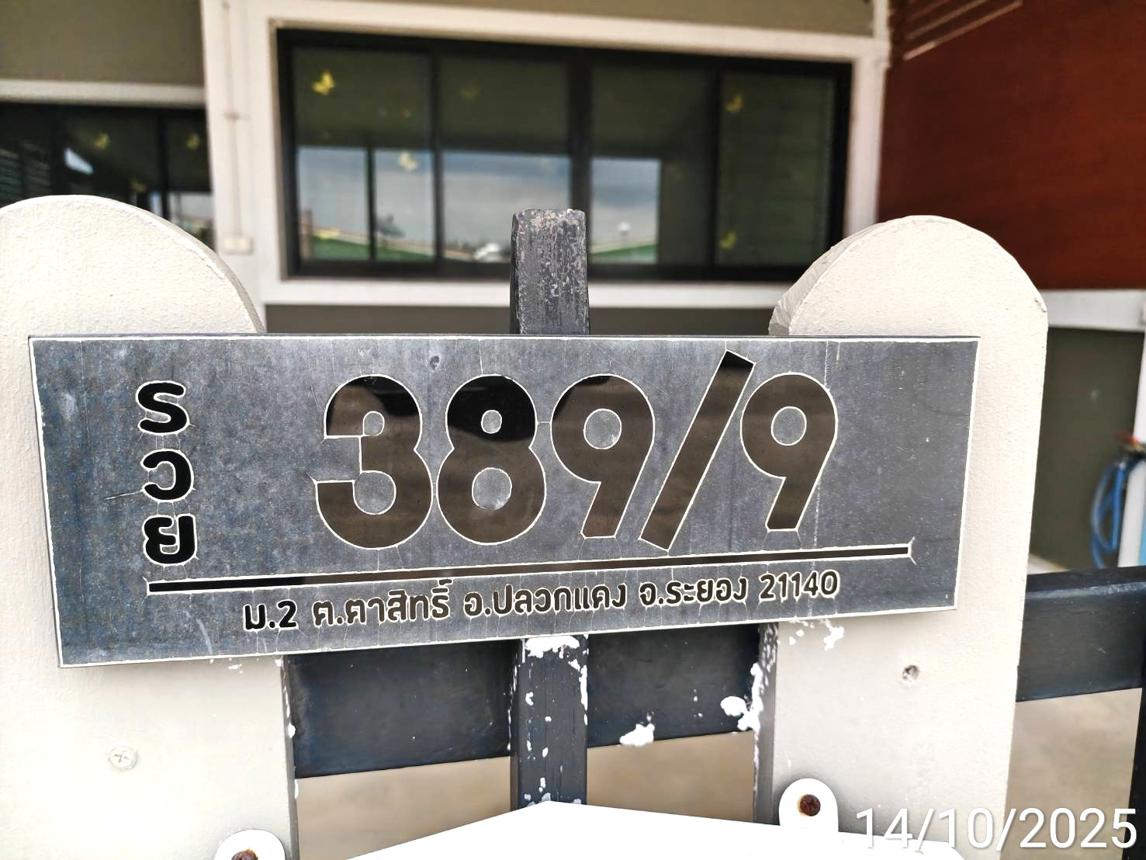 รวย
389/9
ม.2 ต.ตาสิทธิ์ อ.ปลวกแดง จ.ระยอง 21140
14/10/2025